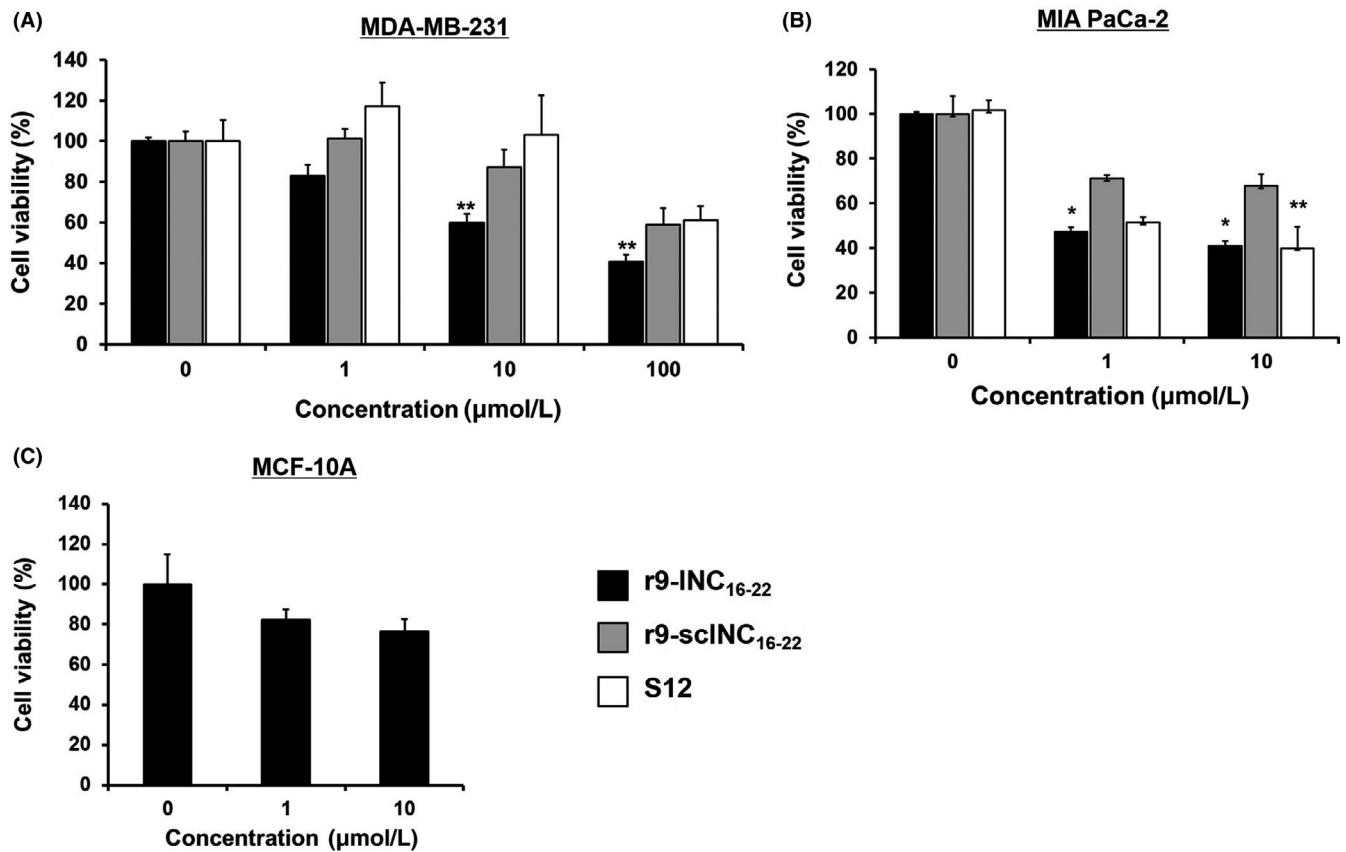 (A)
MDA-MB-231
140
120
100
80
60
40
20
0
Cell viability (%)
**
**
0 1 10 100
Concentration (µmol/L)
(B)
MIA PaCa-2
120
100
80
60
40
20
0
Cell viability (%)
*
*
**
0 1 10
Concentration (µmol/L)
(C)
MCF-10A
140
120
100
80
60
40
20
0
Cell viability (%)
0 1 10
Concentration (µmol/L)
r9-INC16-22
r9-scINC16-22
S12